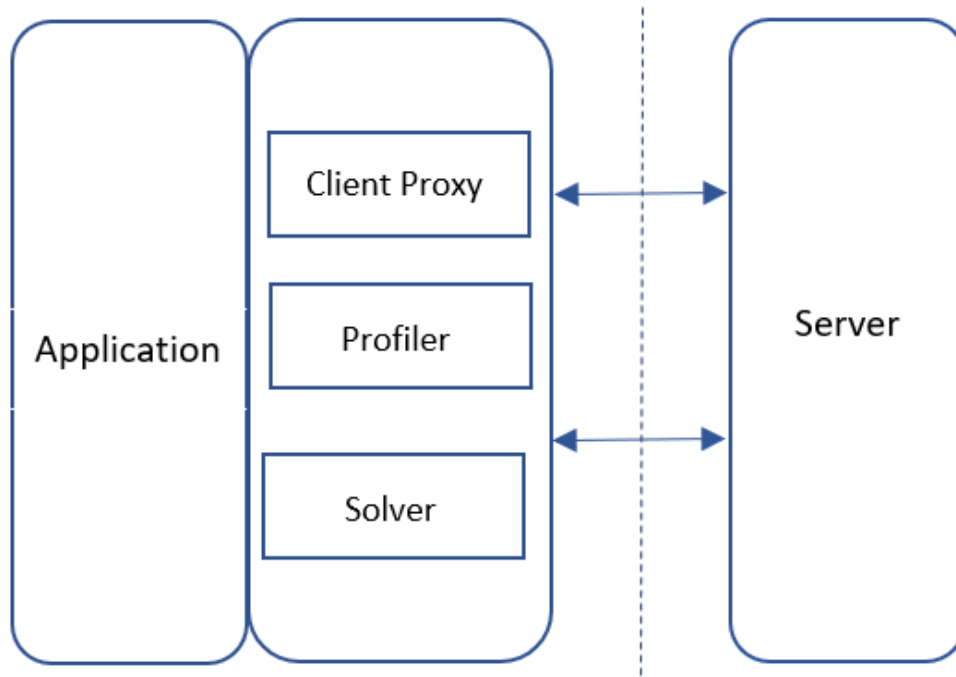 Application
Client Proxy
Profiler
Solver
Server